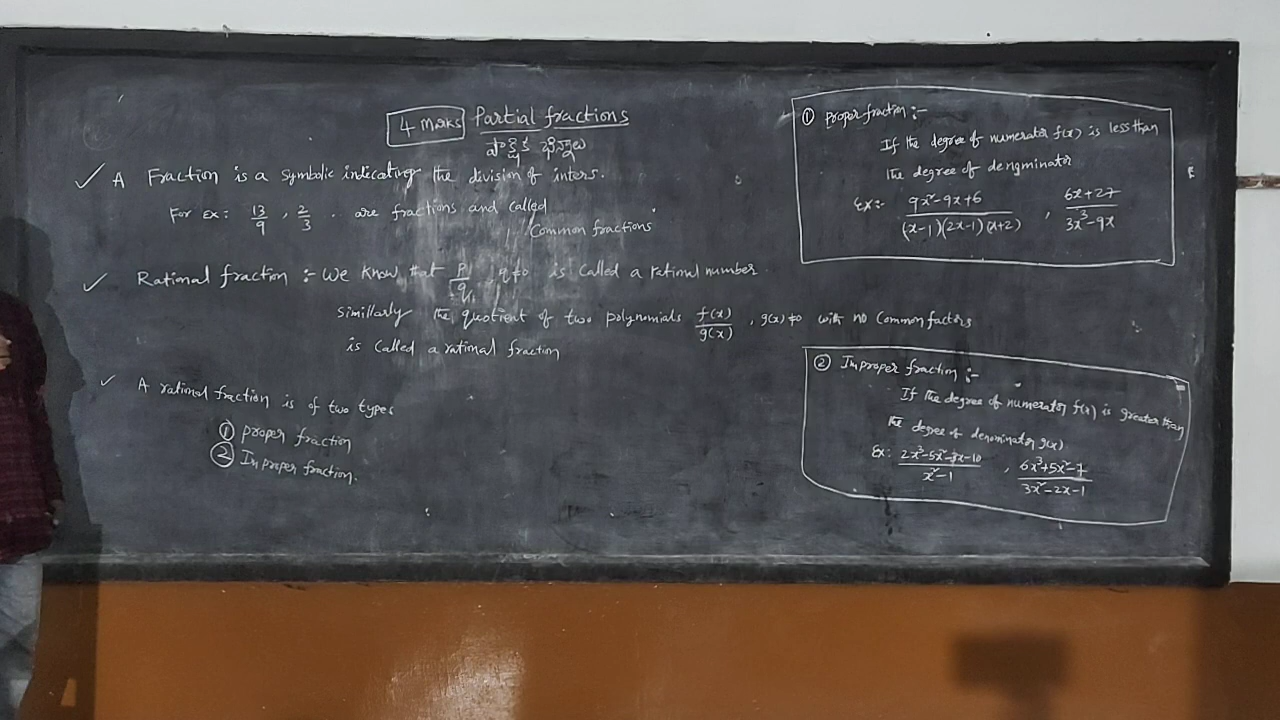 4 Marks Partial fractions
పాక్షిక భిన్నాలు
A Fraction is a symbolic indicating the division of inters.
For Ex: 13/9 , 2/3 . are fractions and called
Common fractions
Rational fraction :- We know that p/q , q≠0 is called a rational number.
Simillarly the quotient of two polynomials f(x)/g(x) , g(x)≠0 with no Common factors
is called a rational fraction
A rational fraction is of two types
① proper fraction
② Improper fraction.
① proper fraction :-
If the degree of numerator f(x) is less than
the degree of denominator
Ex:- 9x²-9x+6/(x-1)(2x-1)(x+2) , 6x+27/3x³-9x
② Improper fraction :-
If the degree of numerator f(x) is greater than
the degree of denominator g(x)
Ex: 2x³-5x²-3x-10/x²-1 , 6x³+5x²-7/3x²-2x-1